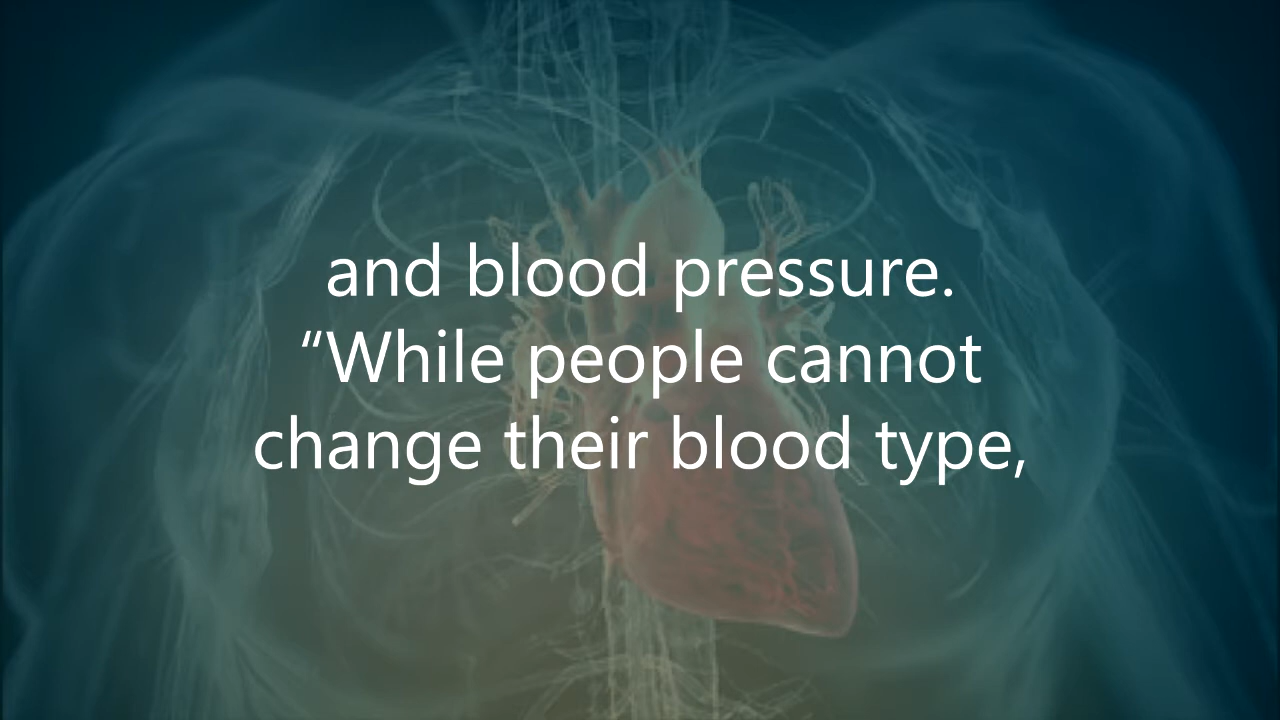 and blood pressure.
“While people cannot
change their blood type,